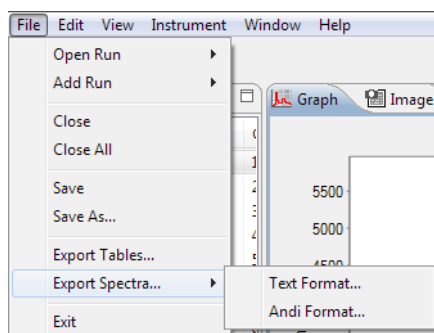 File Edit View Instrument Window Help
Open Run
Add Run
Close
Close All
Save
Save As...
Export Tables...
Export Spectra...
Exit
Graph Image
5500
5000
4500
Text Format...
Andi Format...